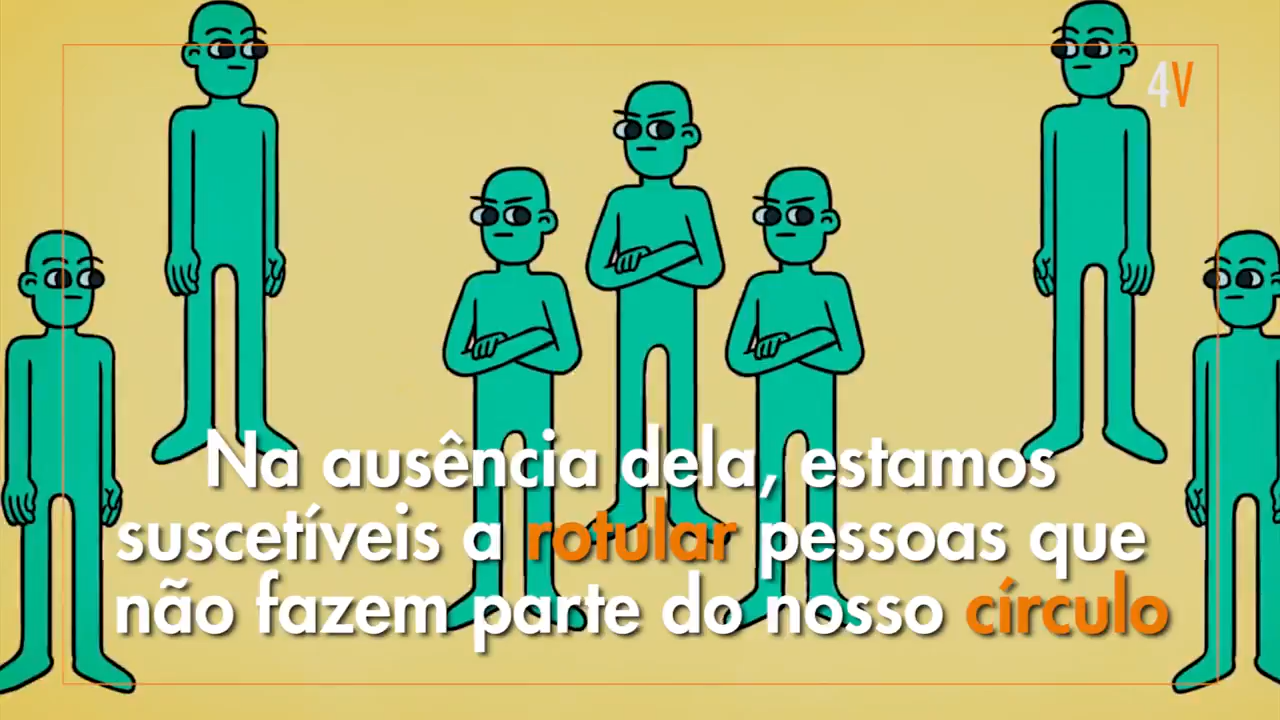 4V
Na ausência dela, estamos
suscetíveis a rotular pessoas que
não fazem parte do nosso círculo